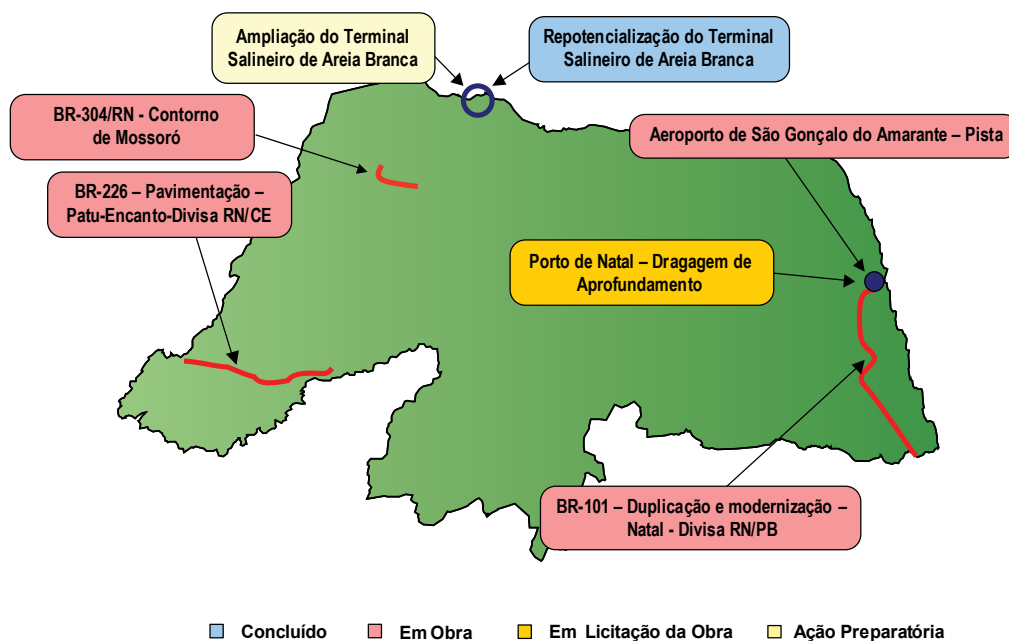 Ampliação do Terminal
Salineiro de Areia Branca
Repotencialização do Terminal
Salineiro de Areia Branca
BR-304/RN - Contorno
de Mossoró
Aeroporto de São Gonçalo do Amarante – Pista
BR-226 – Pavimentação –
Patu-Encanto-Divisa RN/CE
Porto de Natal – Dragagem de
Aprofundamento
BR-101 – Duplicação e modernização –
Natal - Divisa RN/PB
Concluído Em Obra Em Licitação da Obra Ação Preparatória